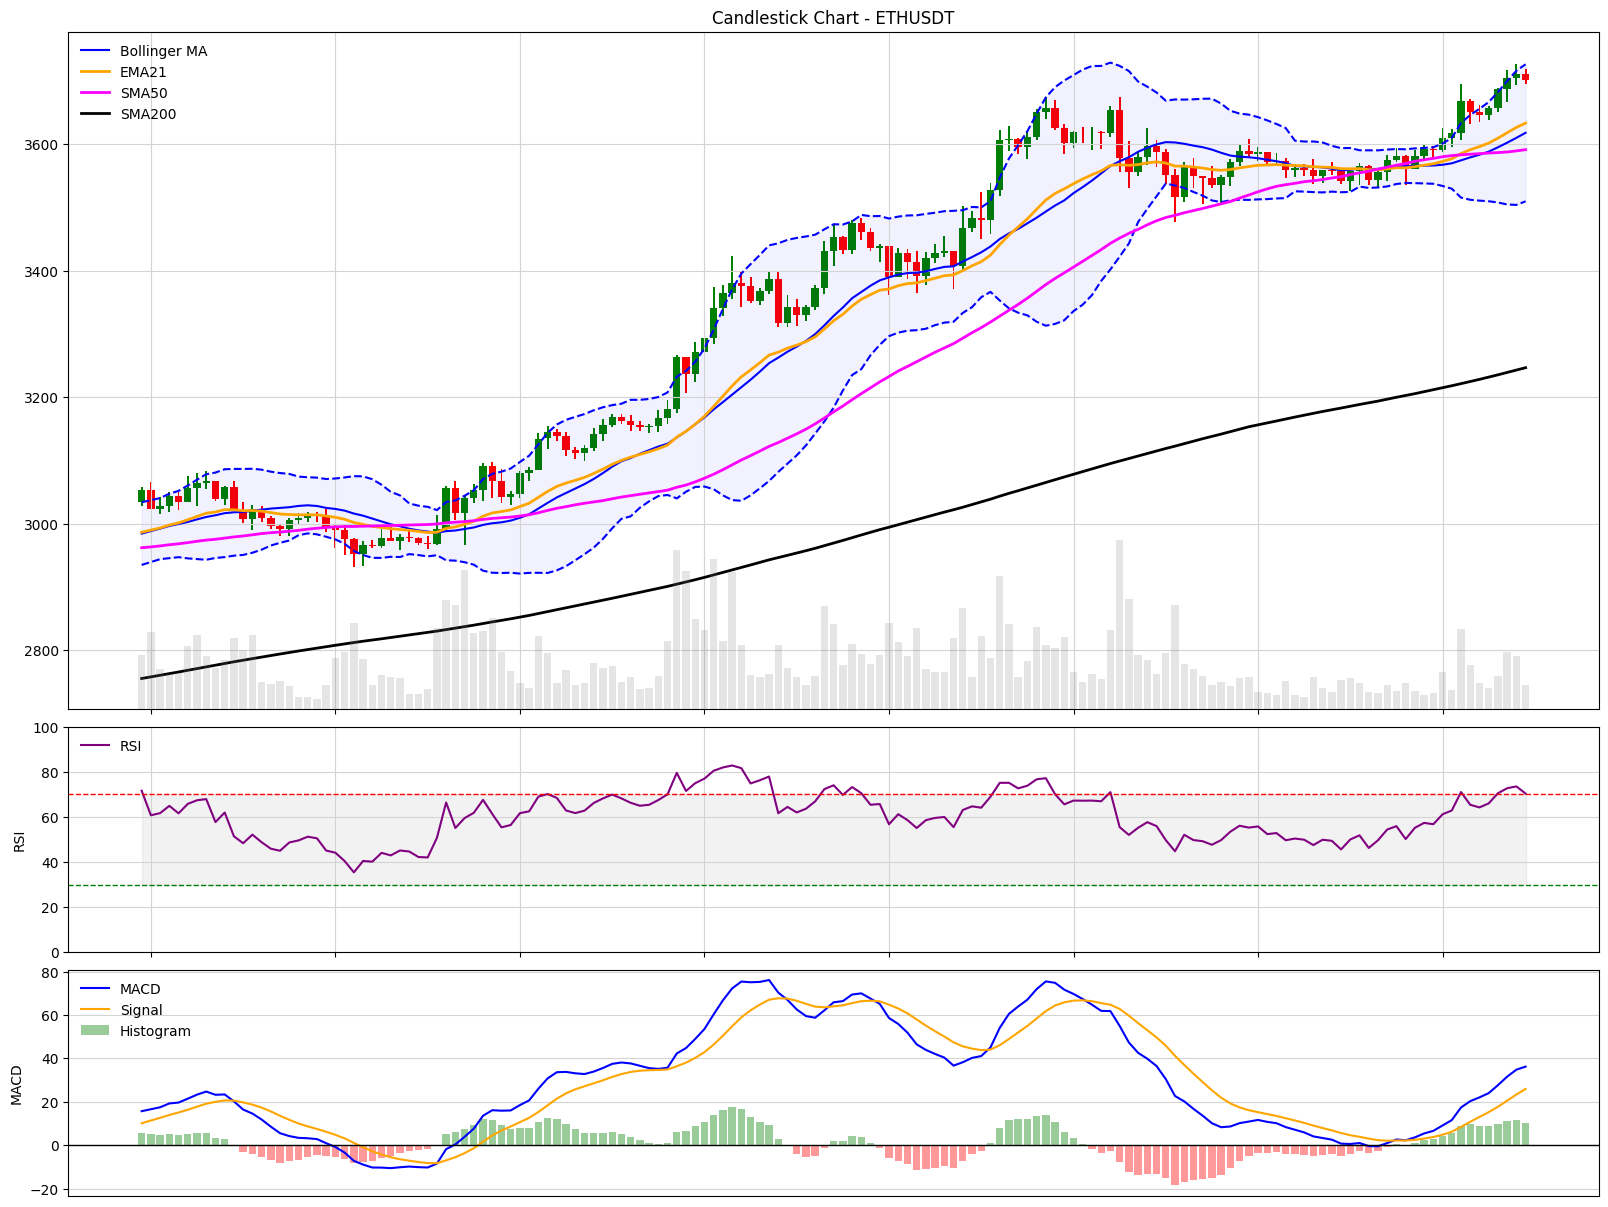 Candlestick Chart - ETHUSDT
Bollinger MA
EMA21
SMA50
SMA200
3600
3400
3200
3000
2800
RSI
100
80
60
40
20
0
RSI
MACD
Signal
Histogram
80
60
40
20
0
−20
MACD